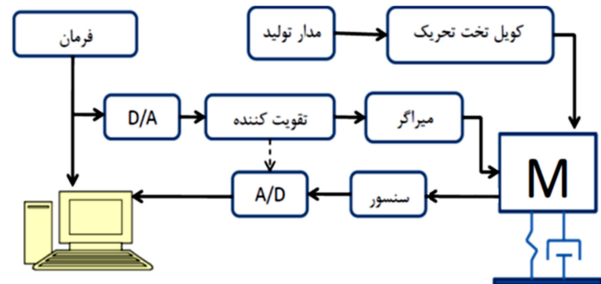 فرمان
مدار تولید
کویل تخت تحریک
D/A
تقویت کننده
میراگر
M
A/D
سنسور